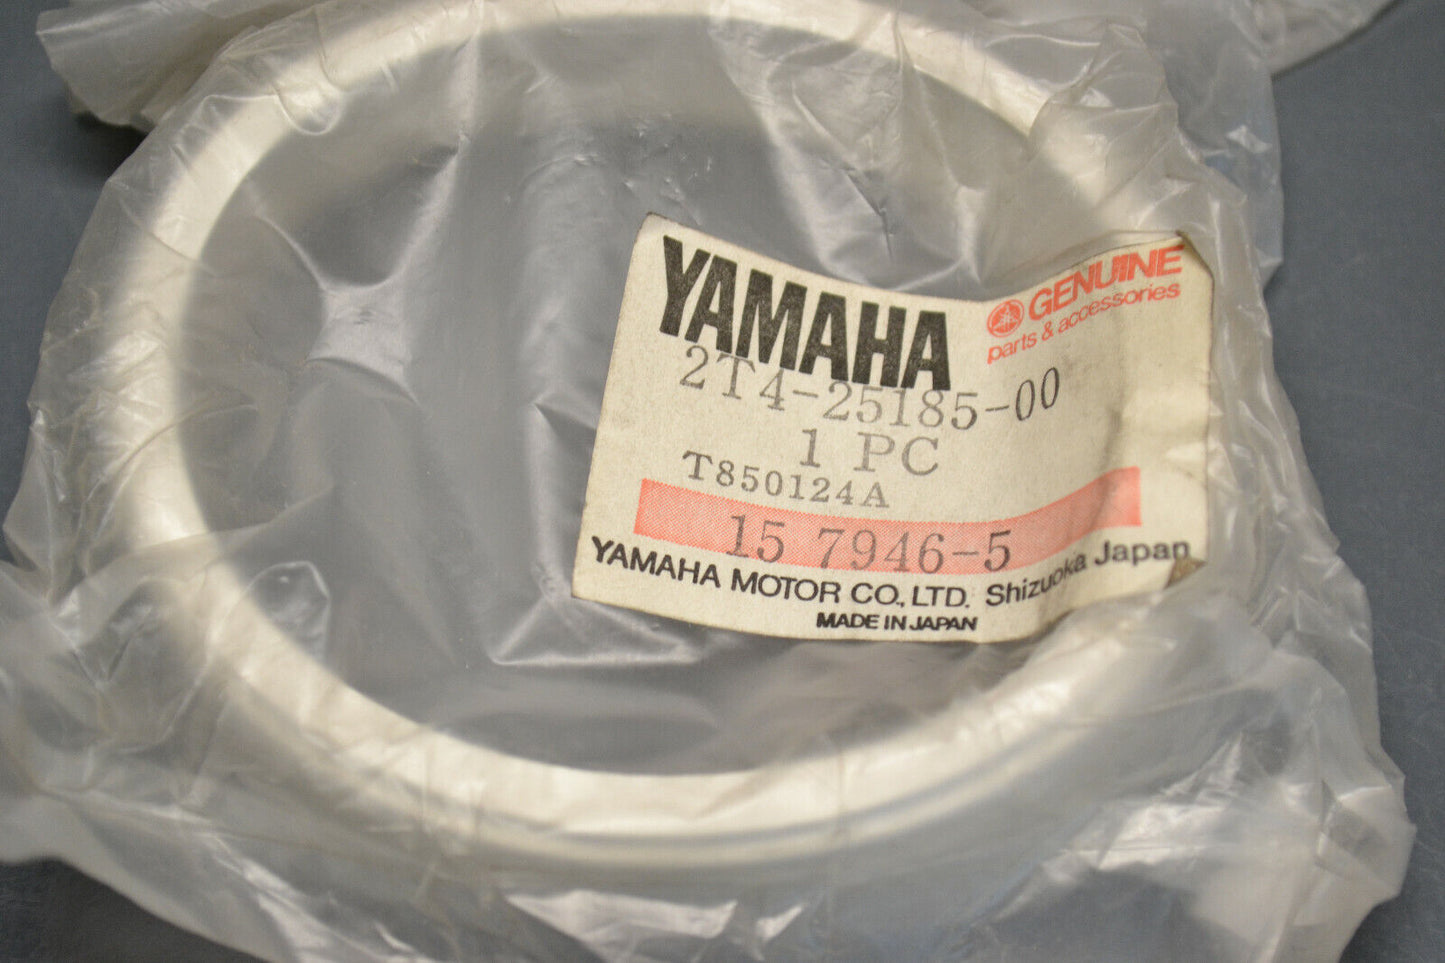 YAMAHA
GENUINE
parts & accessories
2T4-25185-00
1 PC
T850124A
15 7946-5
YAMAHA MOTOR CO., LTD. Shizuoka Japan
MADE IN JAPAN